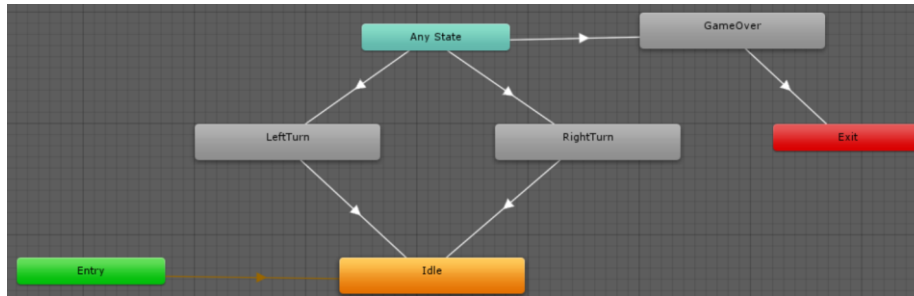 GameOver
Any State
LeftTurn
RightTurn
Exit
Entry
Idle